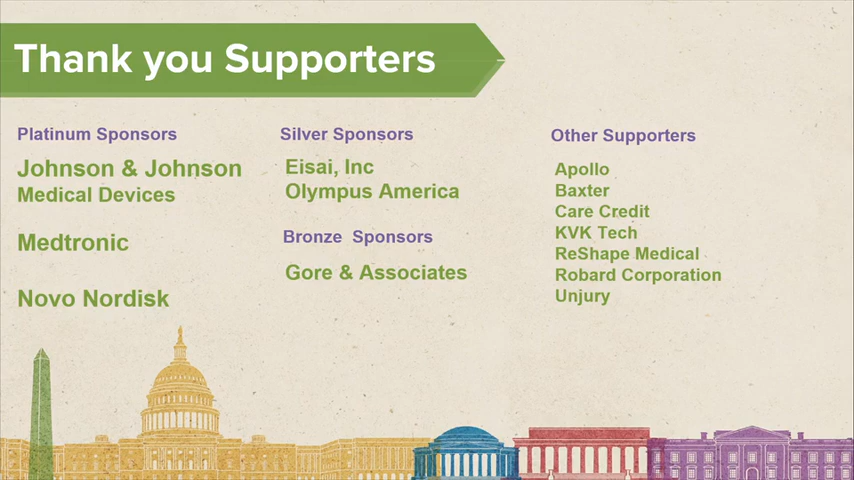 Thank you Supporters
Platinum Sponsors
Johnson & Johnson
Medical Devices
Medtronic
Novo Nordisk
Silver Sponsors
Eisai, Inc
Olympus America
Bronze Sponsors
Gore & Associates
Other Supporters
Apollo
Baxter
Care Credit
KVK Tech
ReShape Medical
Robard Corporation
Unjury